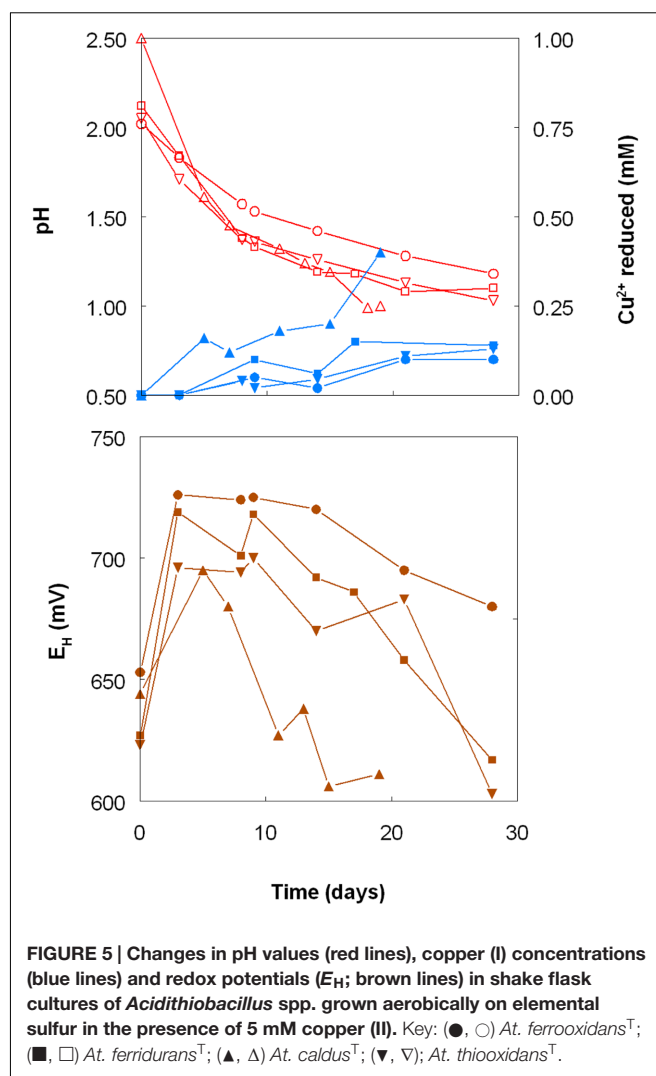 2.50
2.00
1.50
1.00
0.50
pH
1.00
0.75
0.50
0.25
0.00
Cu²⁺ reduced (mM)
750
700
650
600
E_H (mV)
0 10 20 30
Time (days)
FIGURE 5 | Changes in pH values (red lines), copper (I) concentrations
(blue lines) and redox potentials (E_H; brown lines) in shake flask
cultures of Acidithiobacillus spp. grown aerobically on elemental
sulfur in the presence of 5 mM copper (II). Key: (●, ○) At. ferrooxidansᵀ;
(■, □) At. ferriduransᵀ; (▲, Δ) At. caldusᵀ; (▼, ∇); At. thiooxidansᵀ.